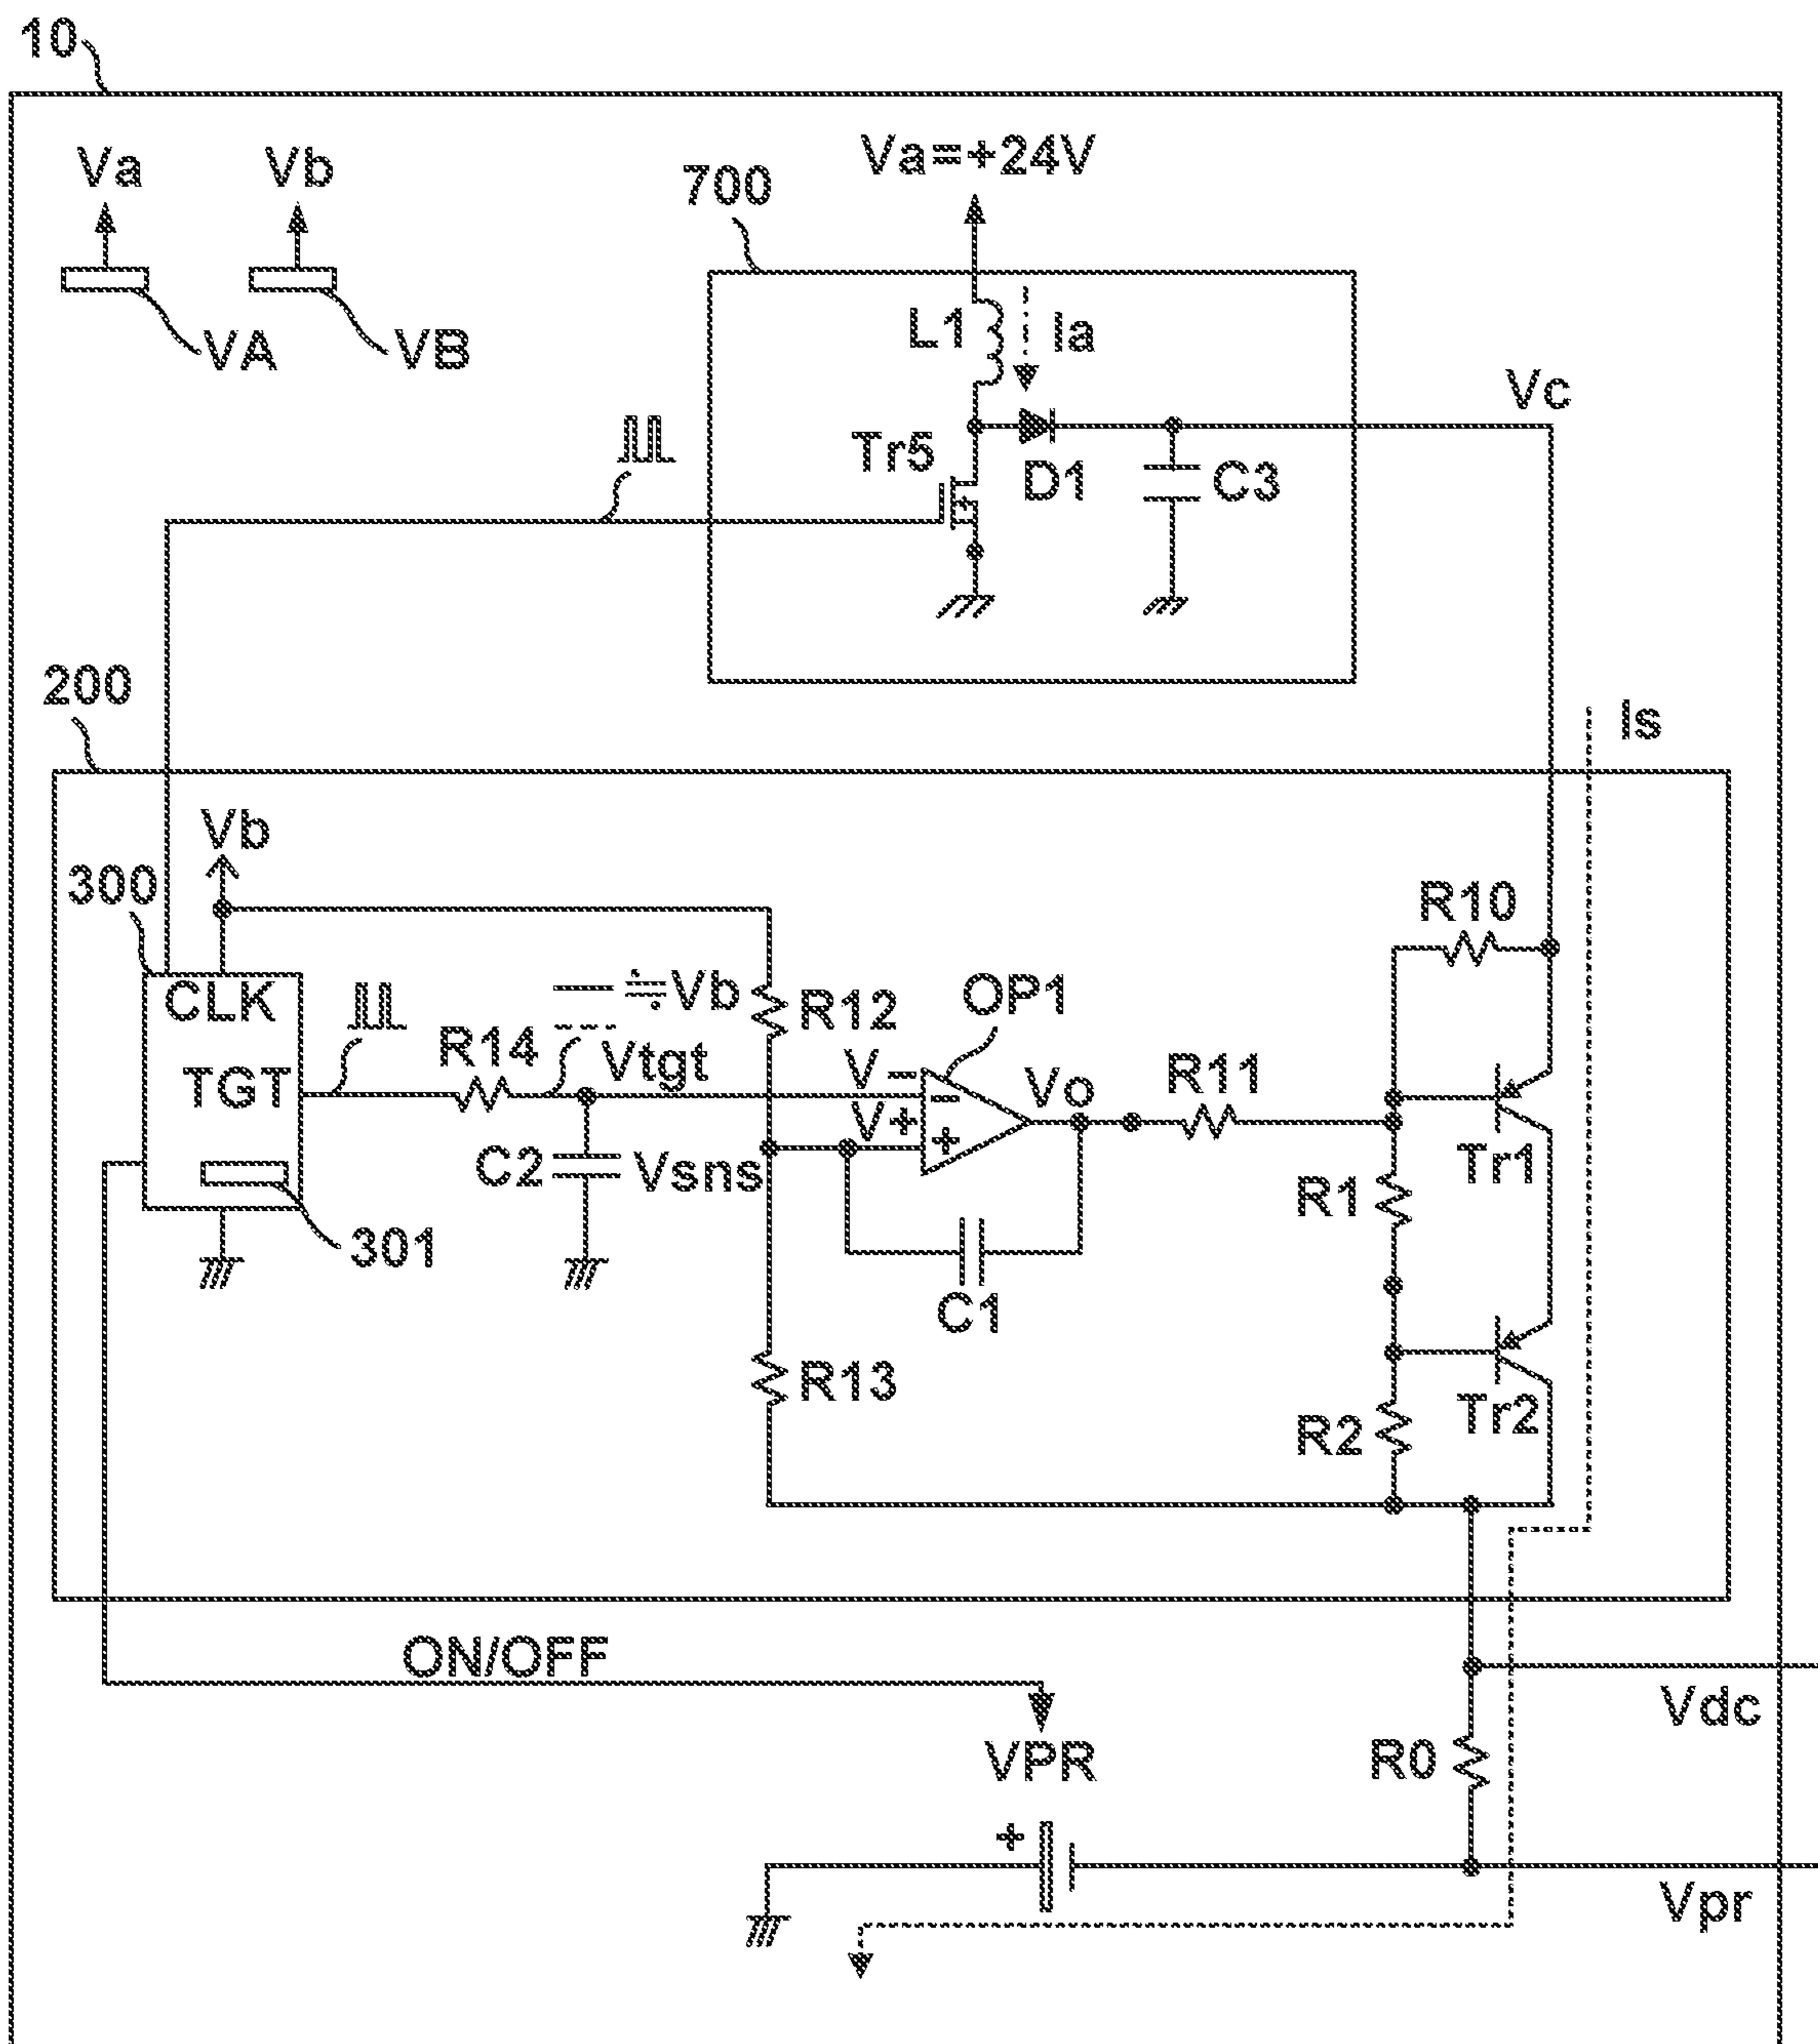 10
Va Vb
VA VB
700
Va=+24V
L1 Ia
Vc
Tr5 D1 C3
200
Is
Vb
300
CLK
TGT
301
R14
≒Vb
Vtgt
R12
OP1
V-
V+
-
+
Vo
R11
R10
C2
Vsns
C1
R13
R1
Tr1
R2
Tr2
ON/OFF
VPR
+
R0
Vdc
Vpr